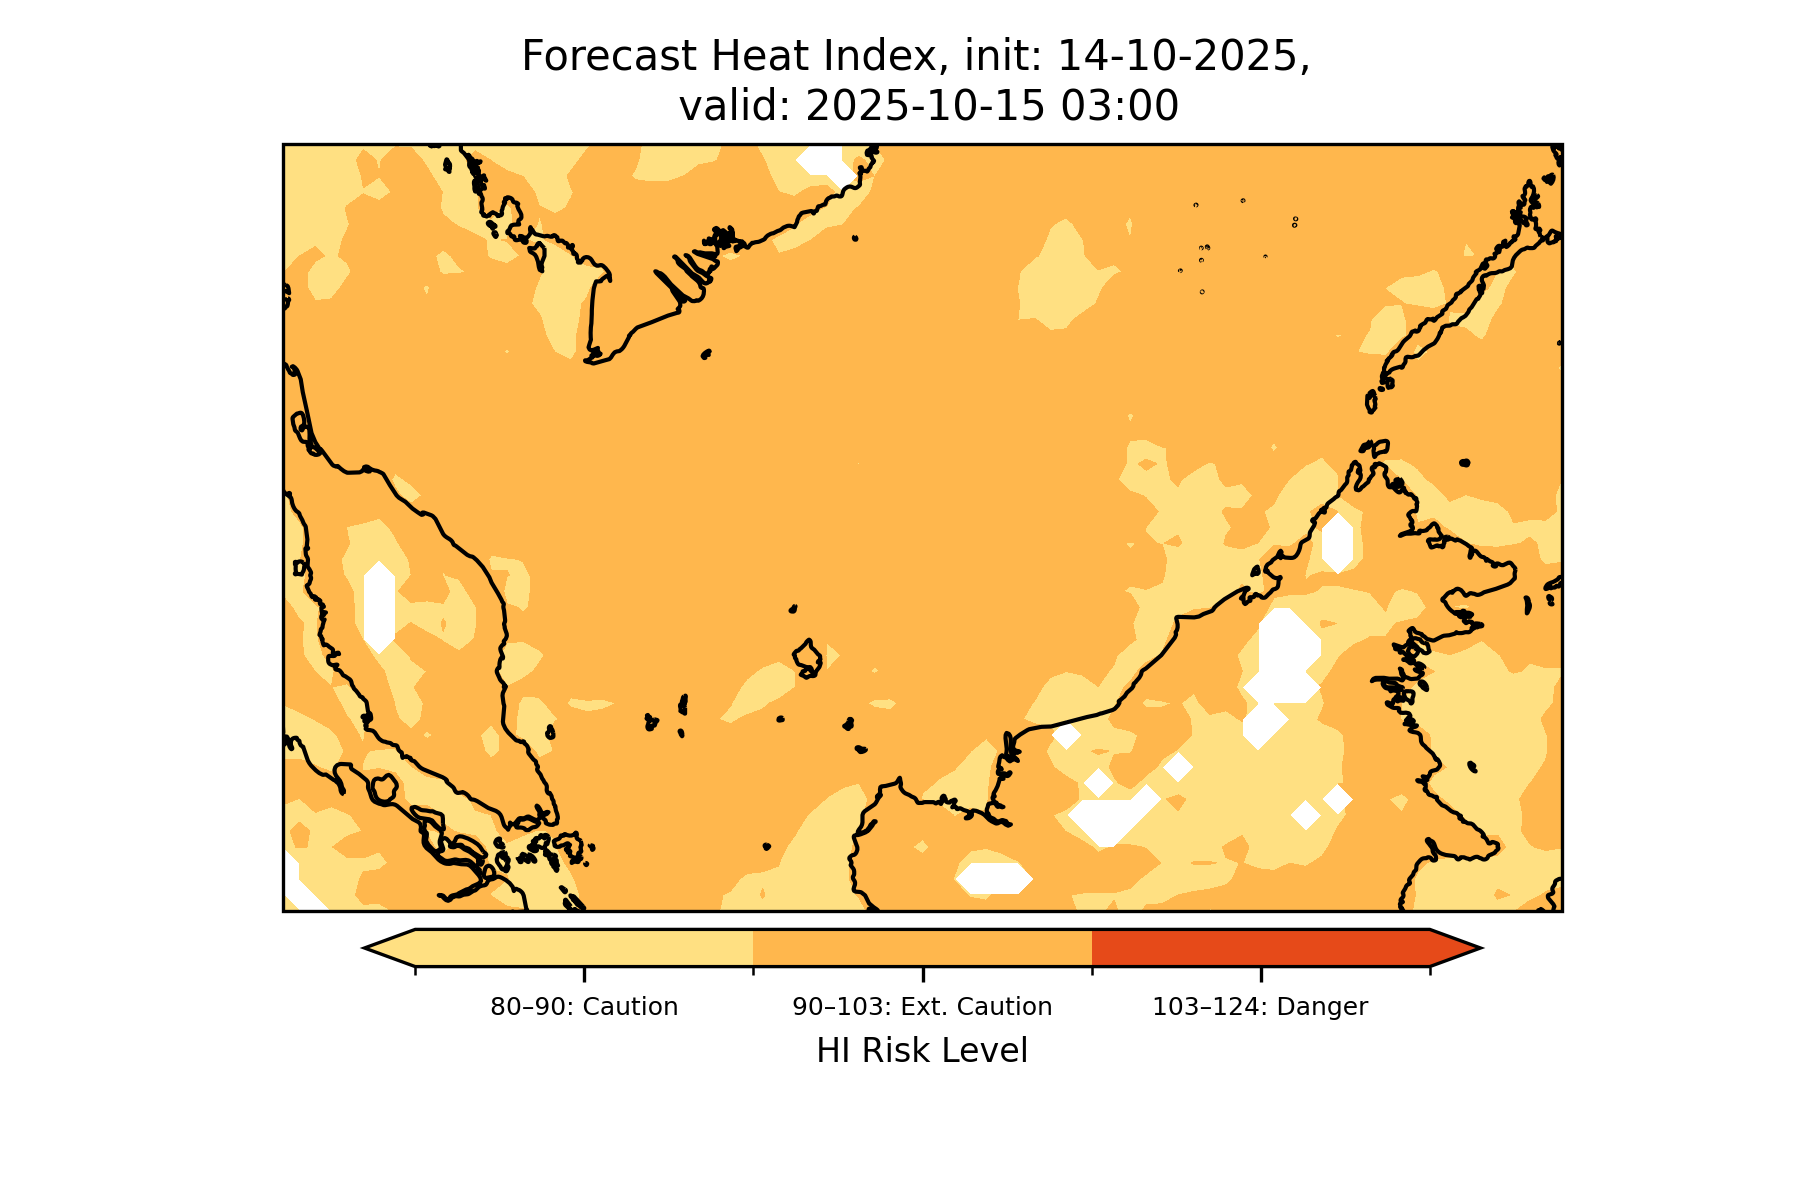 Forecast Heat Index, init: 14-10-2025,
valid: 2025-10-15 03:00
80–90: Caution
90–103: Ext. Caution
103–124: Danger
HI Risk Level